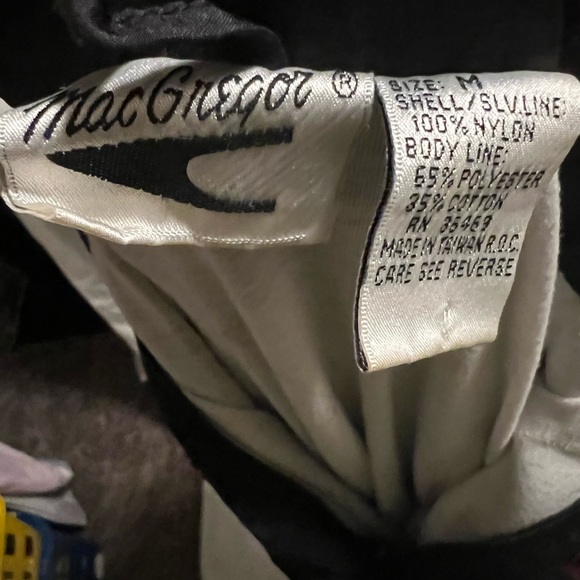 MacGregor ®
SIZE: M
SHELL/SLV.LINE:
100% NYLON
BODY LINE:
65% POLYESTER
35% COTTON
RN 35469
MADE IN TAIWAN R.O.C.
CARE SEE REVERSE